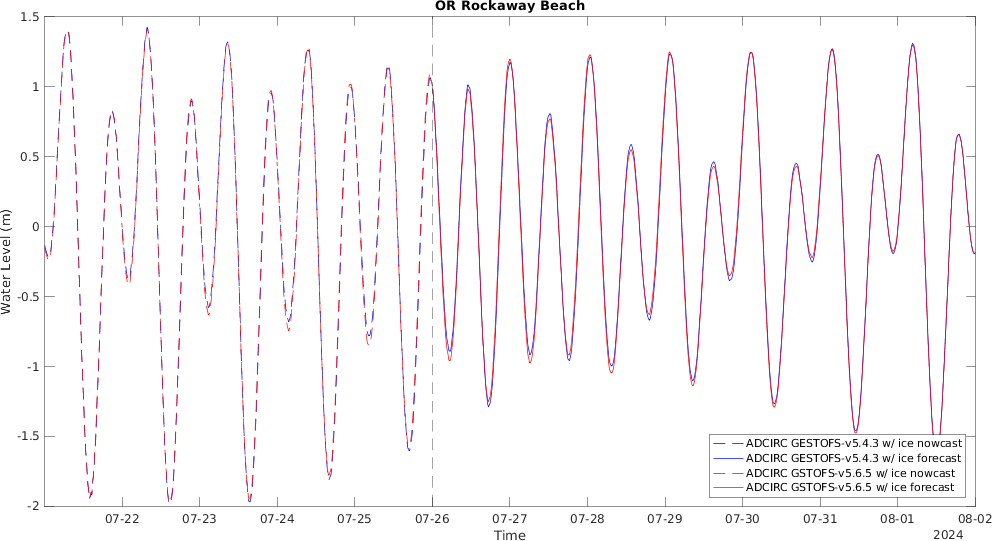 OR Rockaway Beach
1.5
1
0.5
0
-0.5
-1
-1.5
-2
Water Level (m)
07-22 07-23 07-24 07-25 07-26 07-27 07-28 07-29 07-30 07-31 08-01 08-02
Time
2024
ADCIRC GESTOFS-v5.4.3 w/ ice nowcast
ADCIRC GESTOFS-v5.4.3 w/ ice forecast
ADCIRC GSTOFS-v5.6.5 w/ ice nowcast
ADCIRC GSTOFS-v5.6.5 w/ ice forecast